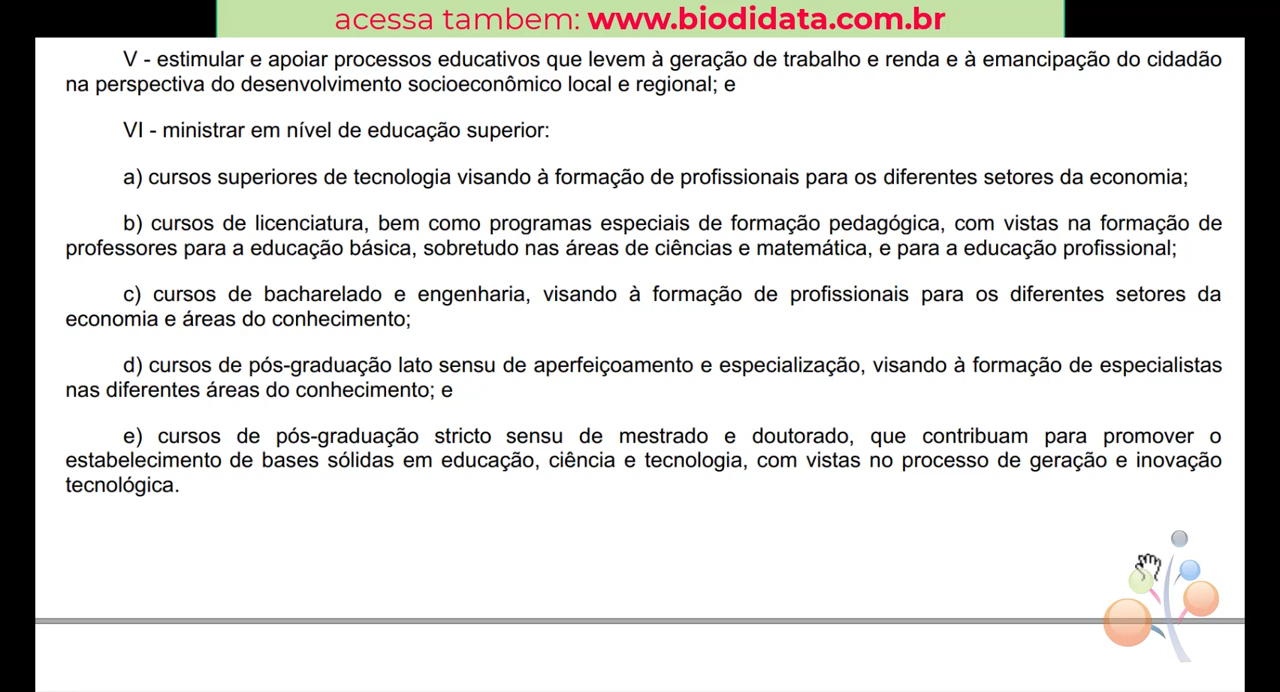 acessa tambem: www.biodidata.com.br
V - estimular e apoiar processos educativos que levem à geração de trabalho e renda e à emancipação do cidadão
na perspectiva do desenvolvimento socioeconômico local e regional; e
VI - ministrar em nível de educação superior:
a) cursos superiores de tecnologia visando à formação de profissionais para os diferentes setores da economia;
b) cursos de licenciatura, bem como programas especiais de formação pedagógica, com vistas na formação de
professores para a educação básica, sobretudo nas áreas de ciências e matemática, e para a educação profissional;
c) cursos de bacharelado e engenharia, visando à formação de profissionais para os diferentes setores da
economia e áreas do conhecimento;
d) cursos de pós-graduação lato sensu de aperfeiçoamento e especialização, visando à formação de especialistas
nas diferentes áreas do conhecimento; e
e) cursos de pós-graduação stricto sensu de mestrado e doutorado, que contribuam para promover o
estabelecimento de bases sólidas em educação, ciência e tecnologia, com vistas no processo de geração e inovação
tecnológica.